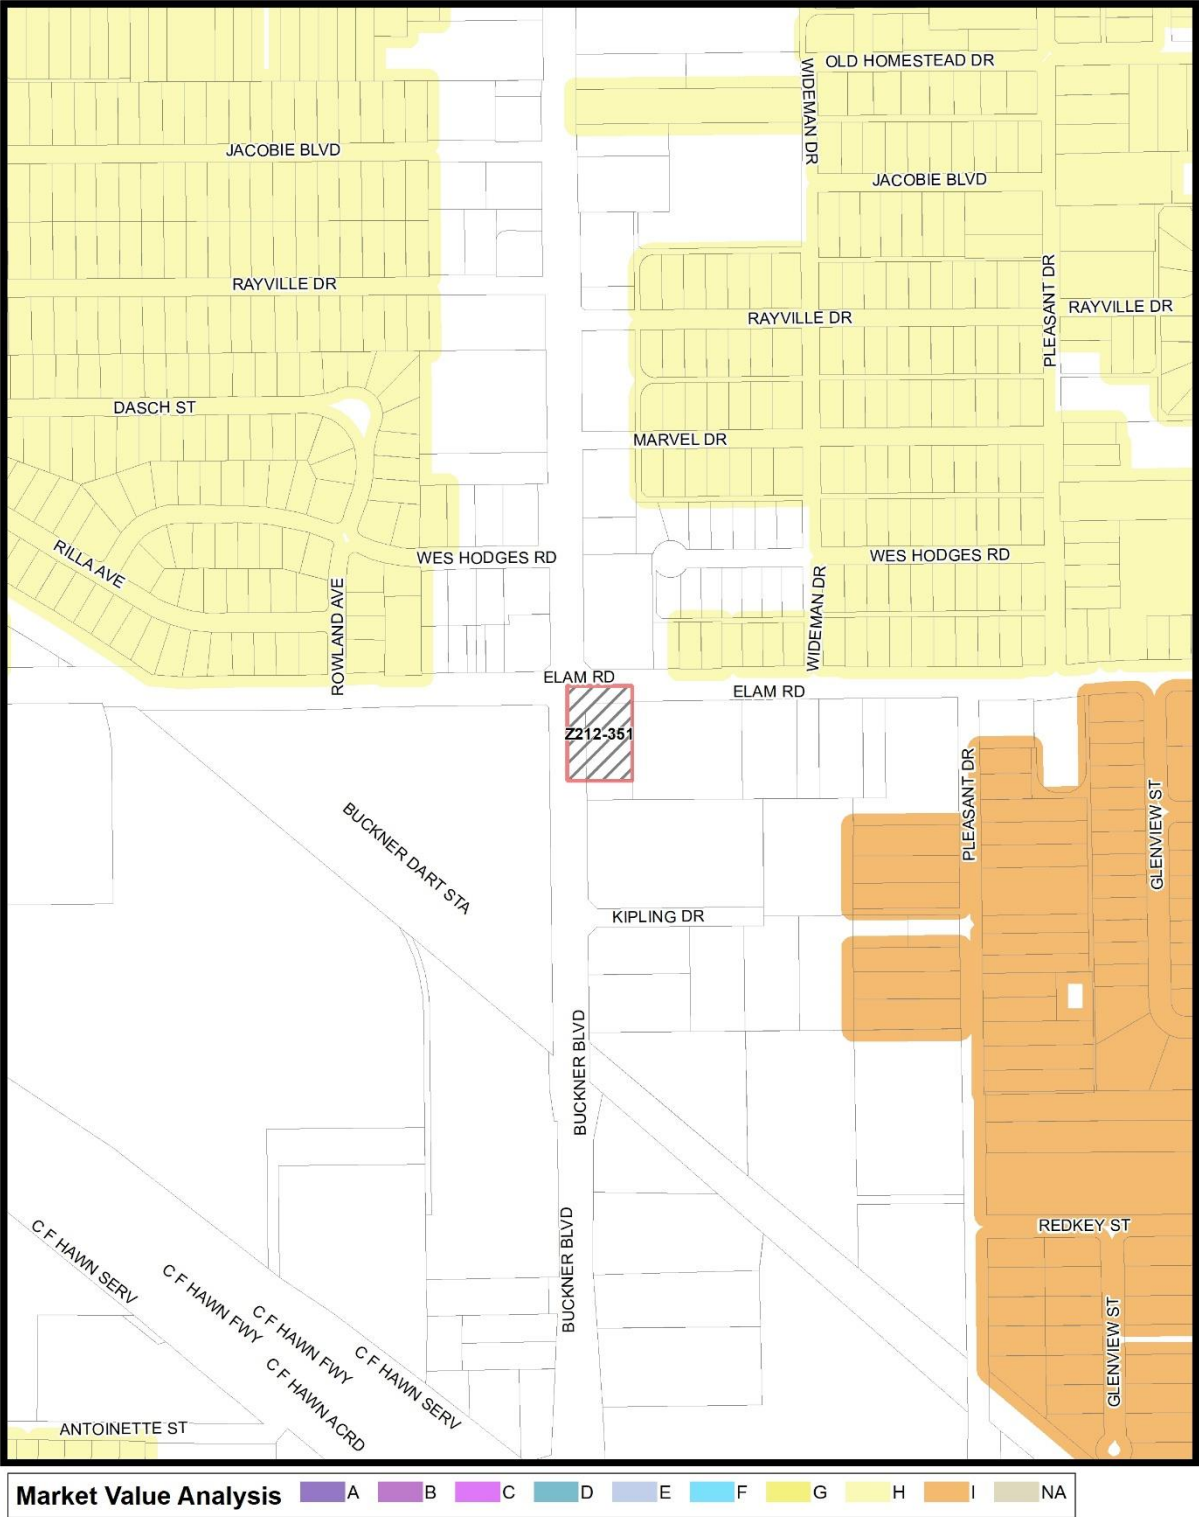 OLD HOMESTEAD DR
WIDEMAN DR
JACOBIE BLVD
JACOBIE BLVD
RAYVILLE DR
PLEASANT DR
RAYVILLE DR
RAYVILLE DR
DASCH ST
MARVEL DR
RILLA AVE
WES HODGES RD
WES HODGES RD
ROWLAND AVE
WIDEMAN DR
ELAM RD
ELAM RD
Z212-351
PLEASANT DR
GLENVIEW ST
BUCKNER DART STA
KIPLING DR
BUCKNER BLVD
BUCKNER BLVD
REDKEY ST
C F HAWN SERV
C F HAWN FWY
C F HAWN FWY
C F HAWN SERV
C F HAWN ACRD
GLENVIEW ST
ANTOINETTE ST
Market Value Analysis A B C D E F G H I NA